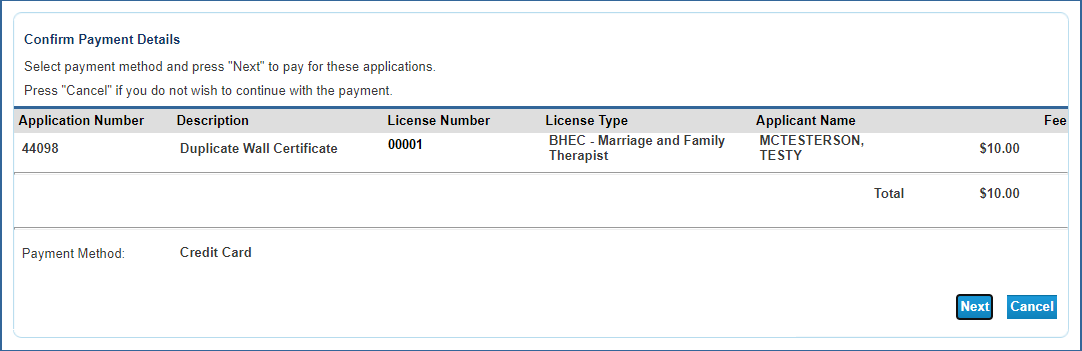 Confirm Payment Details
Select payment method and press "Next" to pay for these applications.
Press "Cancel" if you do not wish to continue with the payment.
Application Number Description License Number License Type Applicant Name Fee
44098 Duplicate Wall Certificate 00001 BHEC - Marriage and Family Therapist MCTESTERSON, TESTY $10.00
Total $10.00
Payment Method: Credit Card
Next Cancel